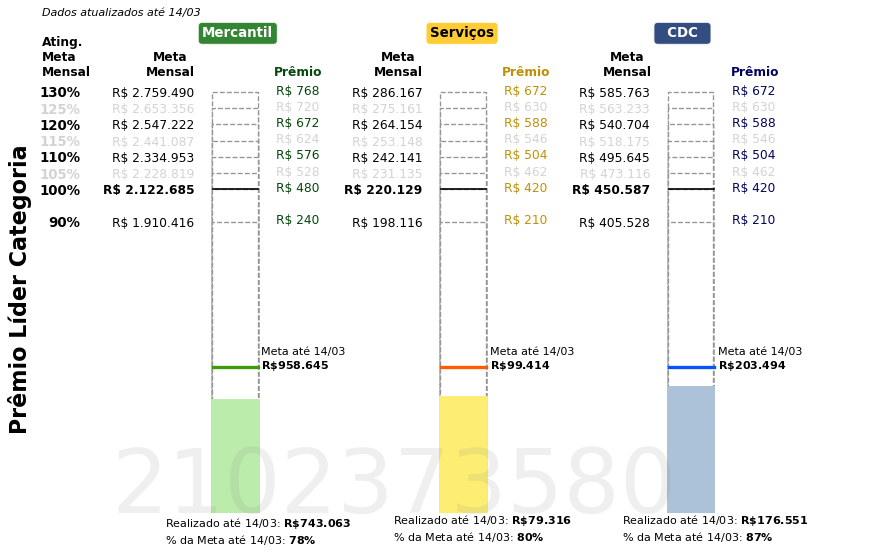 Dados atualizados até 14/03
Mercantil Serviços CDC
Ating.
Meta Mensal
Meta Mensal Prêmio Meta Mensal Prêmio Meta Mensal Prêmio
130% R$ 2.759.490 R$ 768 R$ 286.167 R$ 672 R$ 585.763 R$ 672
125% R$ 2.653.356 R$ 720 R$ 275.161 R$ 630 R$ 563.233 R$ 630
120% R$ 2.547.222 R$ 672 R$ 264.154 R$ 588 R$ 540.704 R$ 588
115% R$ 2.441.087 R$ 624 R$ 253.148 R$ 546 R$ 518.175 R$ 546
110% R$ 2.334.953 R$ 576 R$ 242.141 R$ 504 R$ 495.645 R$ 504
105% R$ 2.228.819 R$ 528 R$ 231.135 R$ 462 R$ 473.116 R$ 462
100% R$ 2.122.685 R$ 480 R$ 220.129 R$ 420 R$ 450.587 R$ 420
90% R$ 1.910.416 R$ 240 R$ 198.116 R$ 210 R$ 405.528 R$ 210
Prêmio Líder Categoria
Meta até 14/03 Meta até 14/03 Meta até 14/03
R$958.645 R$99.414 R$203.494
2102373580
Realizado até 14/03: R$743.063 Realizado até 14/03: R$79.316 Realizado até 14/03: R$176.551
% da Meta até 14/03: 78% % da Meta até 14/03: 80% % da Meta até 14/03: 87%